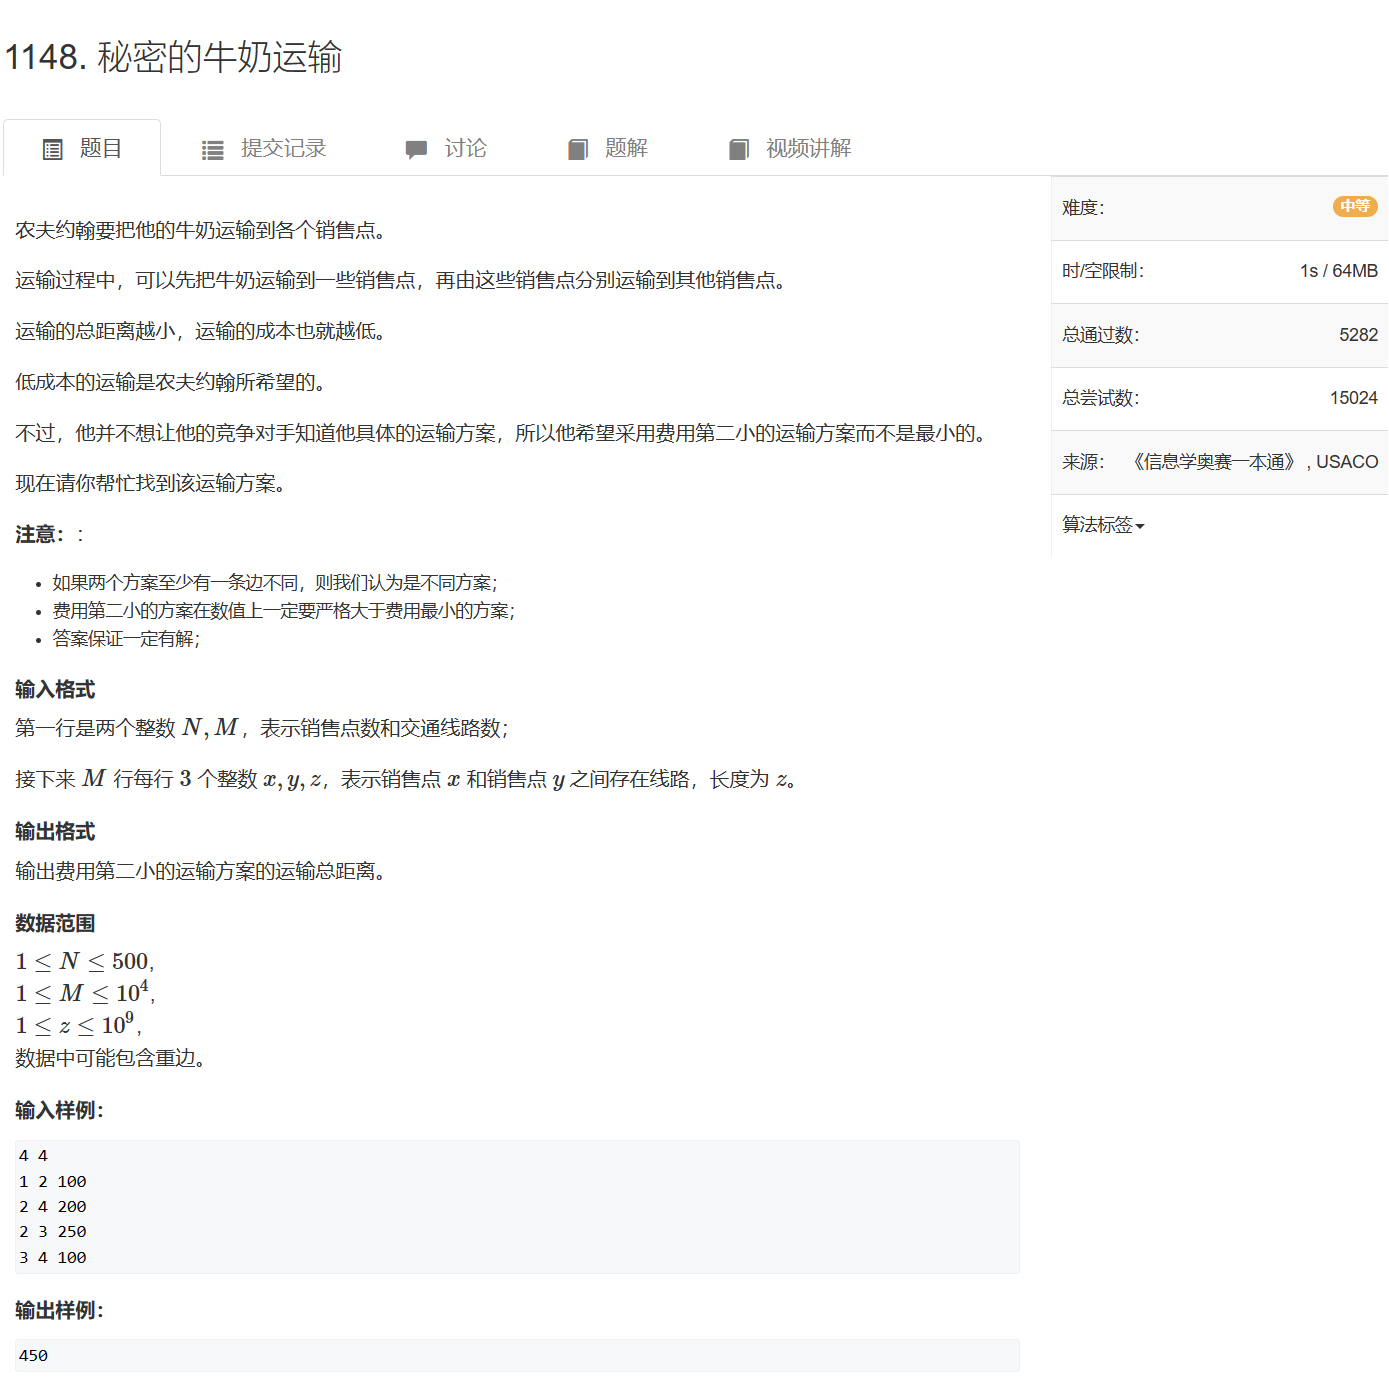 1148. 秘密的牛奶运输
题目
提交记录
讨论
题解
视频讲解
农夫约翰要把他的牛奶运输到各个销售点。
运输过程中，可以先把牛奶运输到一些销售点，再由这些销售点分别运输到其他销售点。
运输的总距离越小，运输的成本也就越低。
低成本的运输是农夫约翰所希望的。
不过，他并不想让他的竞争对手知道他具体的运输方案，所以他希望采用费用第二小的运输方案而不是最小的。
现在请你帮忙找到该运输方案。
注意：:
• 如果两个方案至少有一条边不同，则我们认为是不同方案；
• 费用第二小的方案在数值上一定要严格大于费用最小的方案；
• 答案保证一定有解；
输入格式
第一行是两个整数 N, M，表示销售点数和交通线路数；
接下来 M 行每行 3 个整数 x, y, z，表示销售点 x 和销售点 y 之间存在线路，长度为 z。
输出格式
输出费用第二小的运输方案的运输总距离。
数据范围
1 ≤ N ≤ 500,
1 ≤ M ≤ 10⁴,
1 ≤ z ≤ 10⁹,
数据中可能包含重边。
输入样例：
4 4
1 2 100
2 4 200
2 3 250
3 4 100
输出样例：
450
难度： 中等
时/空限制： 1s / 64MB
总通过数： 5282
总尝试数： 15024
来源： 《信息学奥赛一本通》 , USACO
算法标签